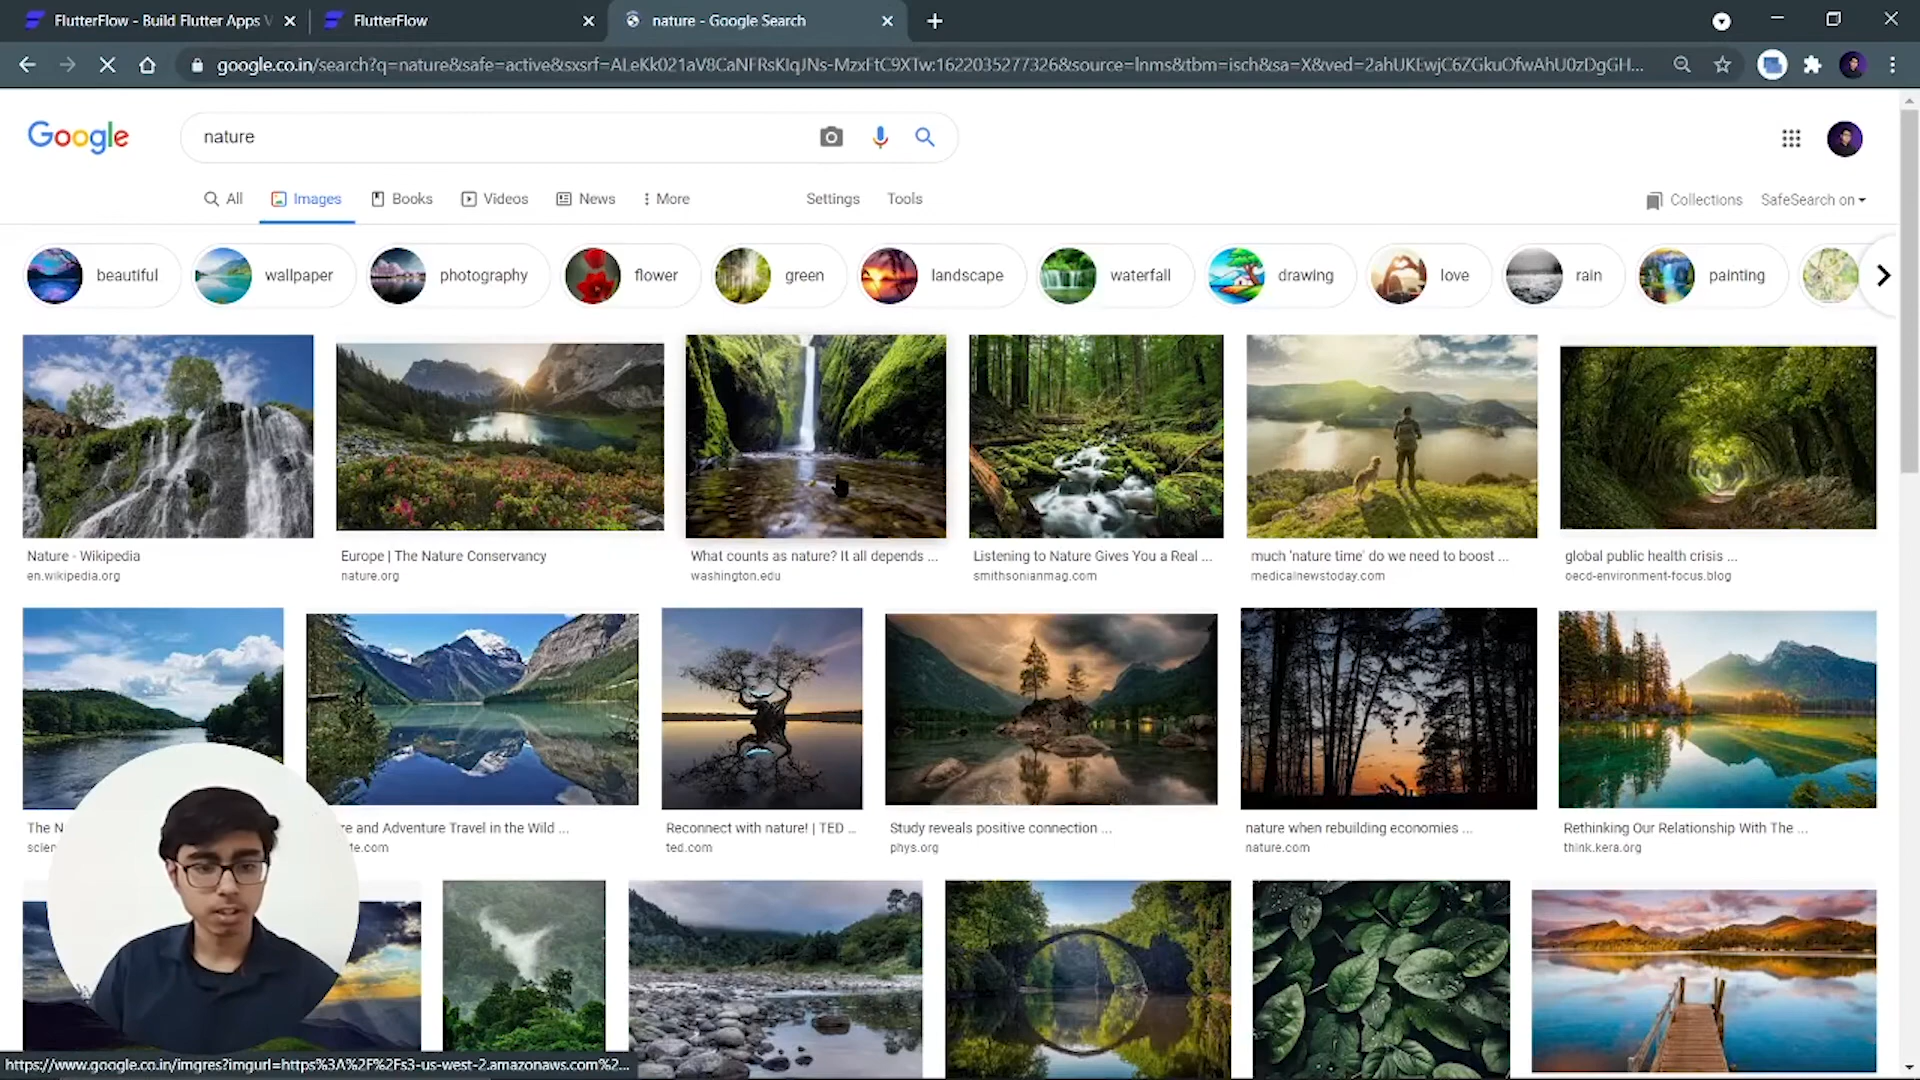 FlutterFlow - Build Flutter Apps V
FlutterFlow
nature - Google Search
google.co.in/search?q=nature&safe=active&sxsrf=ALeKk021aV8CaNFRsKIqJNs-MzxFtC9XTw:1622035277326&source=lnms&tbm=isch&sa=X&ved=2ahUKEwjC6ZGkuOfwAhU0zDgGH...
Google
nature
All
Images
Books
Videos
News
More
Settings
Tools
Collections
SafeSearch on
beautiful
wallpaper
photography
flower
green
landscape
waterfall
drawing
love
rain
painting
Nature - Wikipedia
en.wikipedia.org
Europe | The Nature Conservancy
nature.org
What counts as nature? It all depends ...
washington.edu
Listening to Nature Gives You a Real ...
smithsonianmag.com
much 'nature time' do we need to boost ...
medicalnewstoday.com
global public health crisis ...
oecd-environment-focus.blog
The N
scien
re and Adventure Travel in the Wild ...
te.com
Reconnect with nature! | TED ...
ted.com
Study reveals positive connection ...
phys.org
nature when rebuilding economies ...
nature.com
Rethinking Our Relationship With The ...
think.kera.org
https://www.google.co.in/imgres?imgurl=https%3A%2F%2Fs3-us-west-2.amazonaws.com%2...